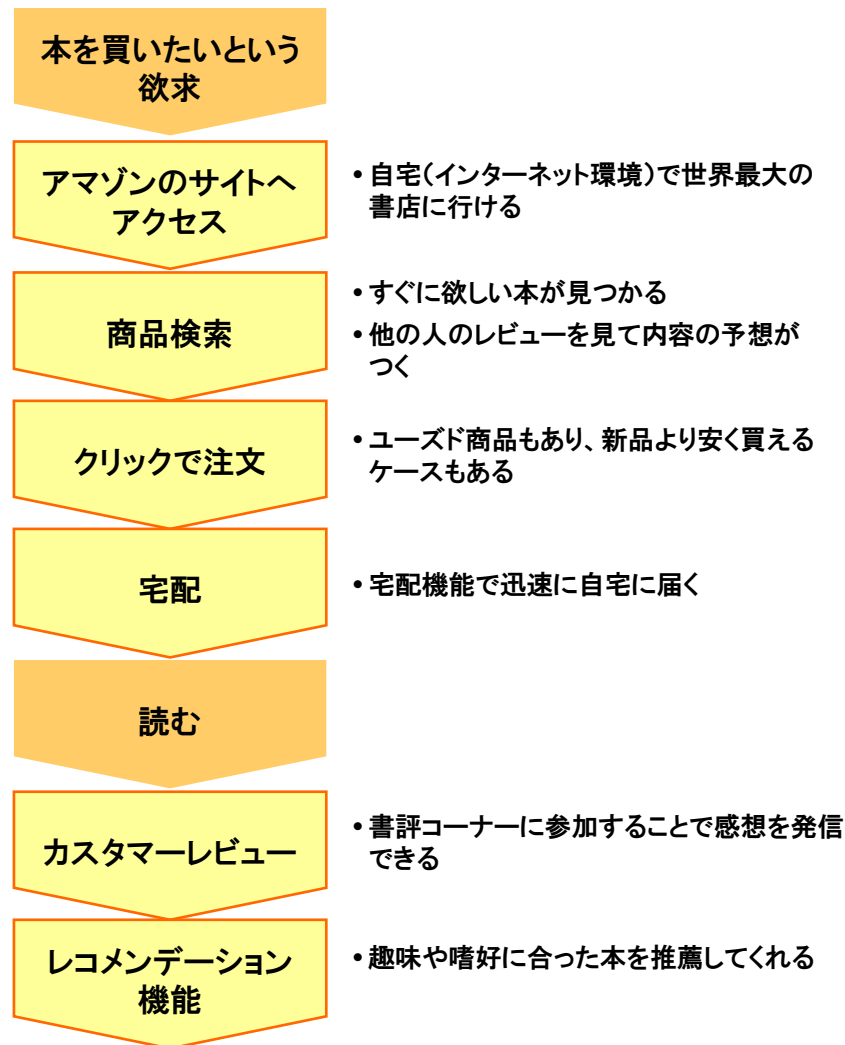 本を買いたいという
欲求
アマゾンのサイトへ
アクセス
• 自宅（インターネット環境）で世界最大の
書店に行ける
商品検索
• すぐに欲しい本が見つかる
• 他の人のレビューを見て内容の予想が
つく
クリックで注文
• ユーズド商品もあり、新品より安く買える
ケースもある
宅配
• 宅配機能で迅速に自宅に届く
読む
カスタマーレビュー
• 書評コーナーに参加することで感想を発信
できる
レコメンデーション
機能
• 趣味や嗜好に合った本を推薦してくれる